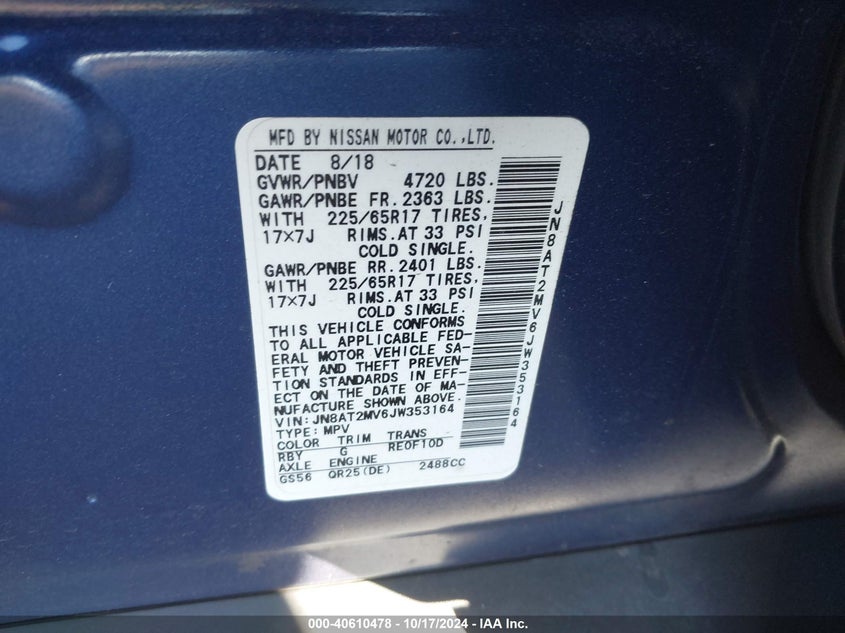 MFD BY NISSAN MOTOR CO.,LTD.
DATE 8/18
GVWR/PNBV 4720 LBS.
GAWR/PNBE FR. 2363 LBS.
WITH 225/65R17 TIRES,
17×7J RIMS.AT 33 PSI
COLD SINGLE.
GAWR/PNBE RR. 2401 LBS.
WITH 225/65R17 TIRES,
17×7J RIMS.AT 33 PSI
COLD SINGLE.
THIS VEHICLE CONFORMS
TO ALL APPLICABLE FED-
ERAL MOTOR VEHICLE SA-
FETY AND THEFT PREVEN-
TION STANDARDS IN EFF-
ECT ON THE DATE OF MA-
NUFACTURE SHOWN ABOVE.
VIN: JN8AT2MV6JW353164
TYPE: MPV
COLOR TRIM TRANS
RBY G RE0F10D
AXLE ENGINE
GS56 QR25(DE) 2488CC
JN8AT2MV6JW353164
000-40610478 - 10/17/2024 - IAA, Inc.